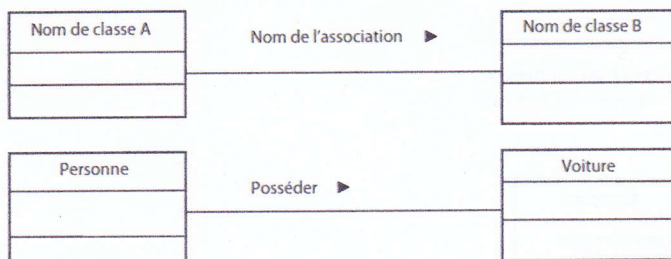 Nom de classe A
Nom de l'association ▶
Nom de classe B
Personne
Posséder ▶
Voiture